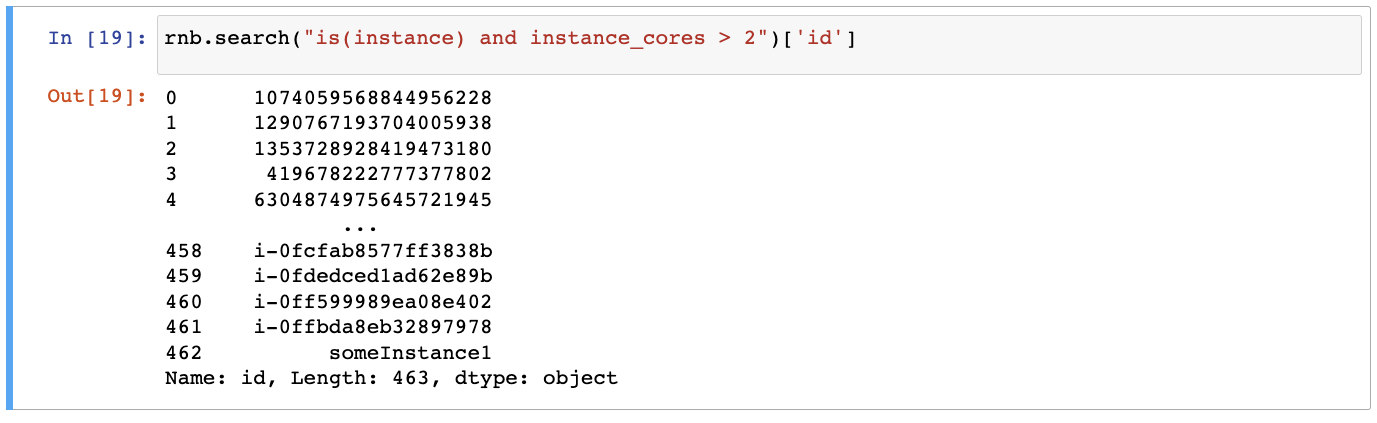 In [19]: rnb.search("is(instance) and instance_cores > 2")['id']
Out[19]: 0 1074059568844956228
1 1290767193704005938
2 1353728928419473180
3 419678222777377802
4 6304874975645721945
...
458 i-0fcfab8577ff3838b
459 i-0fdedced1ad62e89b
460 i-0ff599989ea08e402
461 i-0ffbda8eb32897978
462 someInstance1
Name: id, Length: 463, dtype: object